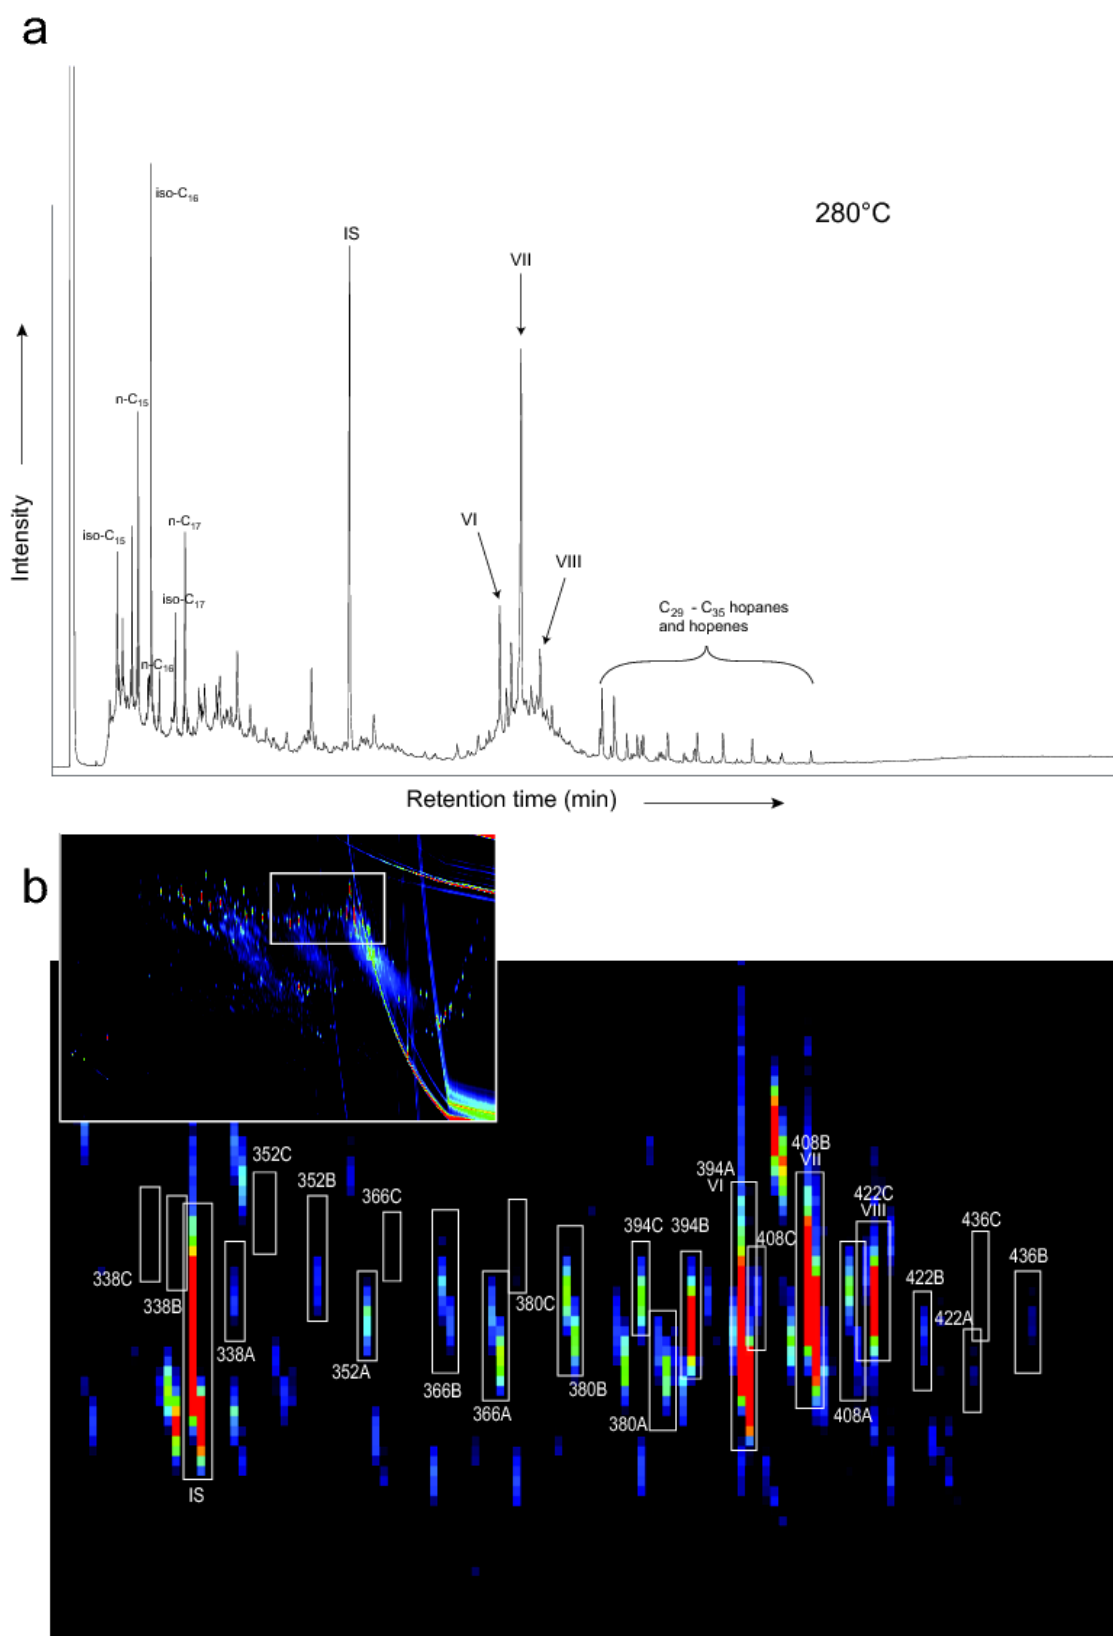 a
iso-C16
280°C
IS
VII
n-C15
VI
n-C17
iso-C15
VIII
iso-C17
C29 - C35 hopanes
and hopenes
n-C16
Intensity
Retention time (min)
b
352C
352B
366C
394A
VI
408B
VII
422C
VIII
394C
394B
408C
436C
436B
338C
338B
338A
352A
366B
366A
380C
380B
380A
408A
422B
422A
IS